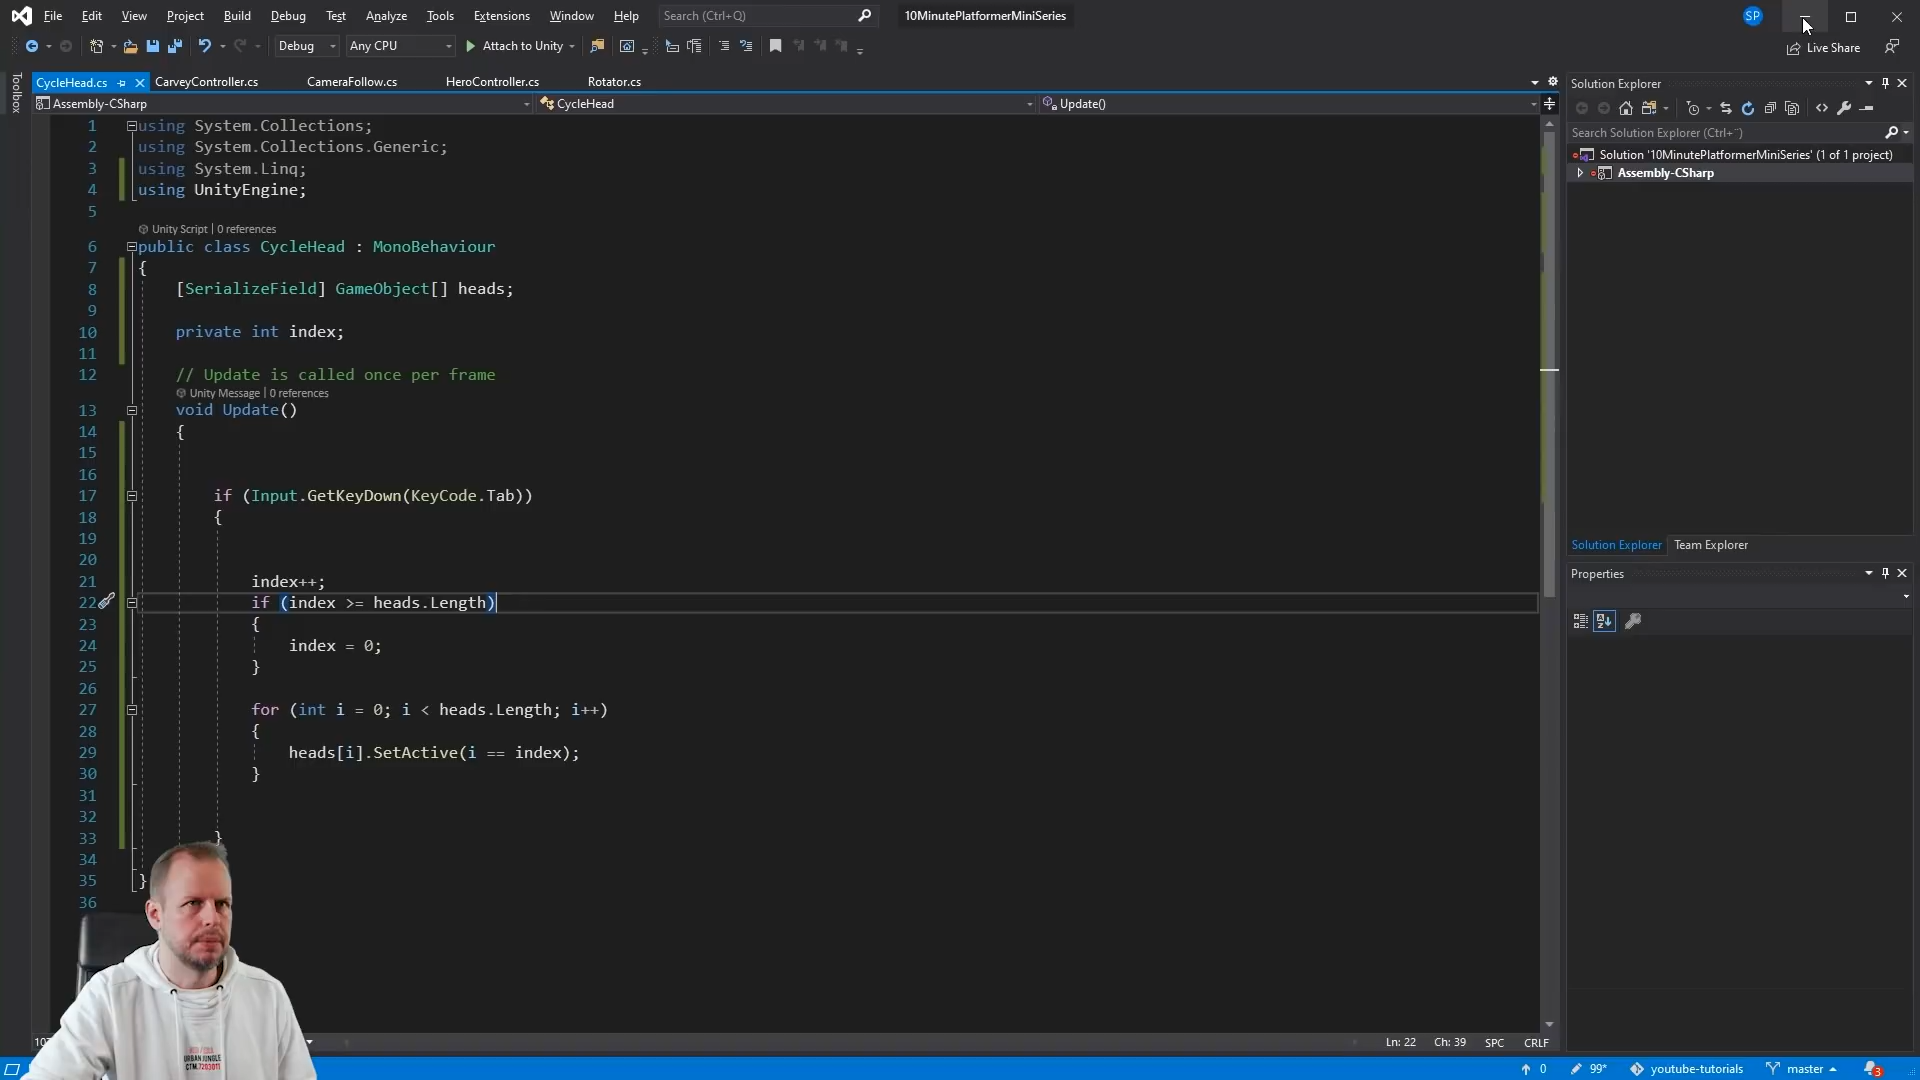 File Edit View Project Build Debug Test Analyze Tools Extensions Window Help Search (Ctrl+Q) 10MinutePlatformerMiniSeries SP
Debug Any CPU Attach to Unity Live Share
Toolbox
CycleHead.cs CarveyController.cs CameraFollow.cs HeroController.cs Rotator.cs
Assembly-CSharp CycleHead Update()
1 using System.Collections;
2 using System.Collections.Generic;
3 using System.Linq;
4 using UnityEngine;
5
Unity Script | 0 references
6 public class CycleHead : MonoBehaviour
7 {
8 [SerializeField] GameObject[] heads;
9
10 private int index;
11
12 // Update is called once per frame
Unity Message | 0 references
13 void Update()
14 {
15
16
17 if (Input.GetKeyDown(KeyCode.Tab))
18 {
19
20
21 index++;
22 if (index >= heads.Length)
23 {
24 index = 0;
25 }
26
27 for (int i = 0; i < heads.Length; i++)
28 {
29 heads[i].SetActive(i == index);
30 }
31
32
33 }
34
35 }
36
Ln: 22 Ch: 39 SPC CRLF
Solution Explorer
Search Solution Explorer (Ctrl+¨)
Solution '10MinutePlatformerMiniSeries' (1 of 1 project)
Assembly-CSharp
Solution Explorer Team Explorer
Properties
0 99* youtube-tutorials master 3
URBAN JUNGLE
CTM.7203011